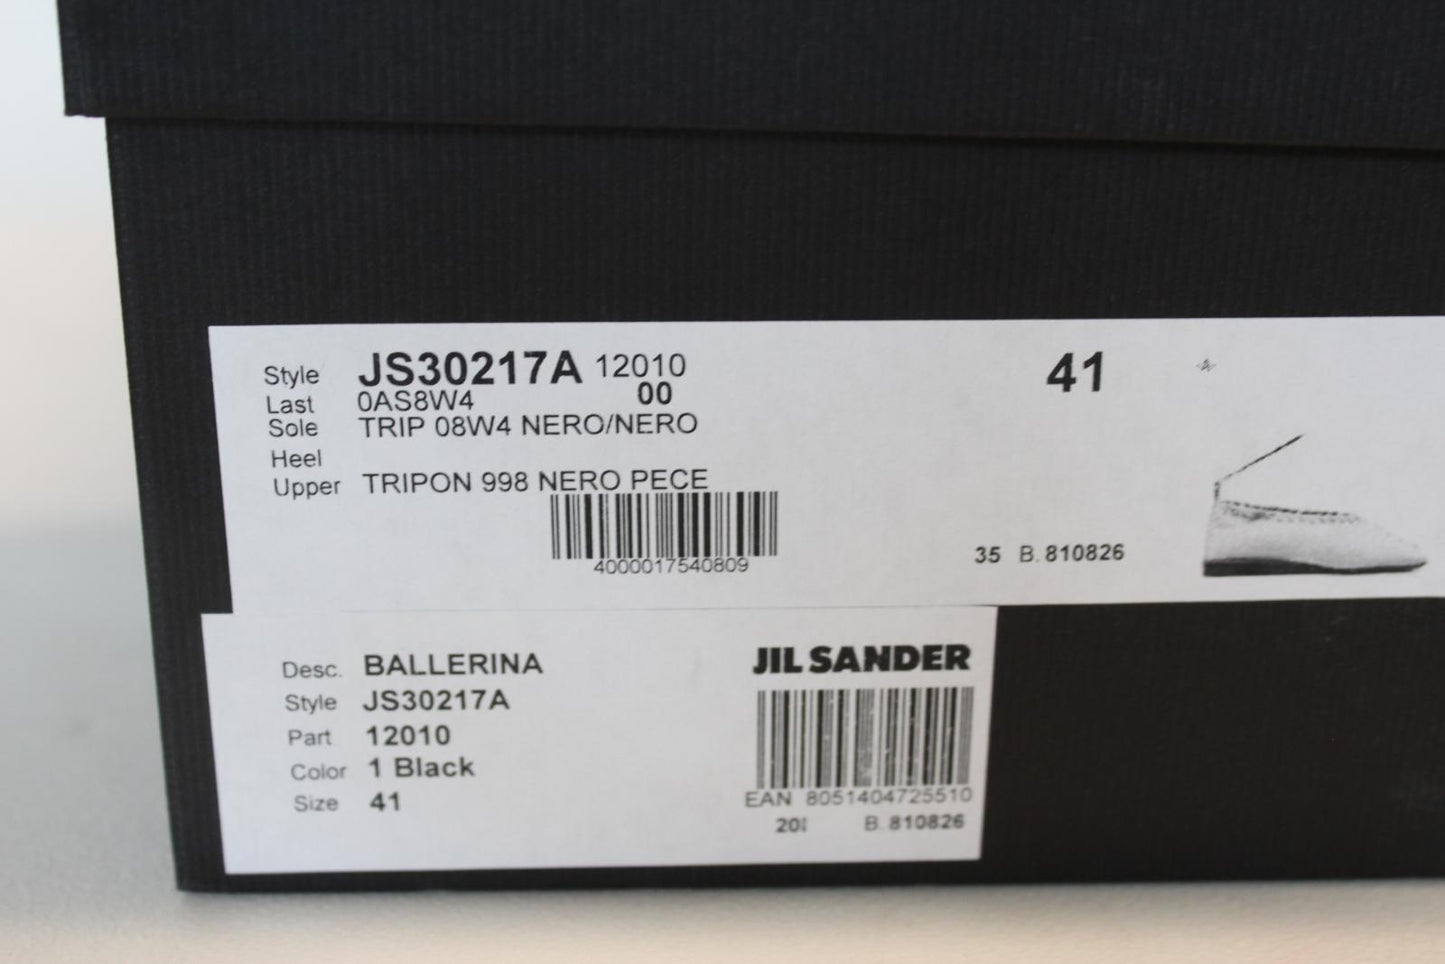 Style JS30217A 12010 41
Last 0AS8W4 00
Sole TRIP 08W4 NERO/NERO
Heel
Upper TRIPON 998 NERO PECE
4000017540809
35 B. 810826
Desc. BALLERINA
JIL SANDER
Style JS30217A
Part 12010
Color 1 Black
Size 41
EAN 8051404725510
B. 810826